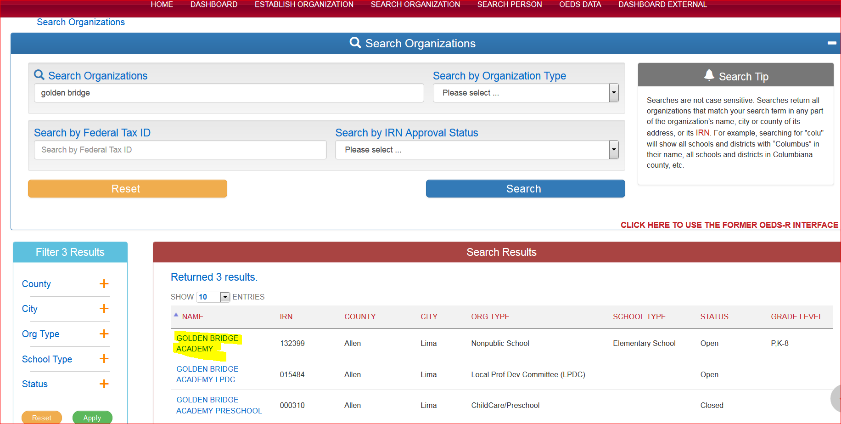 HOME DASHBOARD ESTABLISH ORGANIZATION SEARCH ORGANIZATION SEARCH PERSON OEDS DATA DASHBOARD EXTERNAL
Search Organizations
Search Organizations
Search Organizations
Search by Organization Type
golden bridge
Please select ...
Search by Federal Tax ID
Search by IRN Approval Status
Search by Federal Tax ID
Please select ...
Reset
Search
Search Tip
Searches are not case sensitive. Searches return all
organizations that match your search term in any part
of the organization's name, city or county of its
address, or its IRN. For example, searching for "colu"
will show all schools and districts with "Columbus" in
their name, all schools and districts in Columbiana
county, etc.
CLICK HERE TO USE THE FORMER OEDS-R INTERFACE
Filter 3 Results
County
City
Org Type
School Type
Status
Reset
Apply
Search Results
Returned 3 results.
SHOW 10 ENTRIES
NAME IRN COUNTY CITY ORG TYPE SCHOOL TYPE STATUS GRADE LEVEL
GOLDEN BRIDGE
ACADEMY 132399 Allen Lima Nonpublic School Elementary School Open P,K-8
GOLDEN BRIDGE
ACADEMY LPDC 015484 Allen Lima Local Prof Dev Committee (LPDC) Open
GOLDEN BRIDGE
ACADEMY PRESCHOOL 000310 Allen Lima ChildCare/Preschool Closed